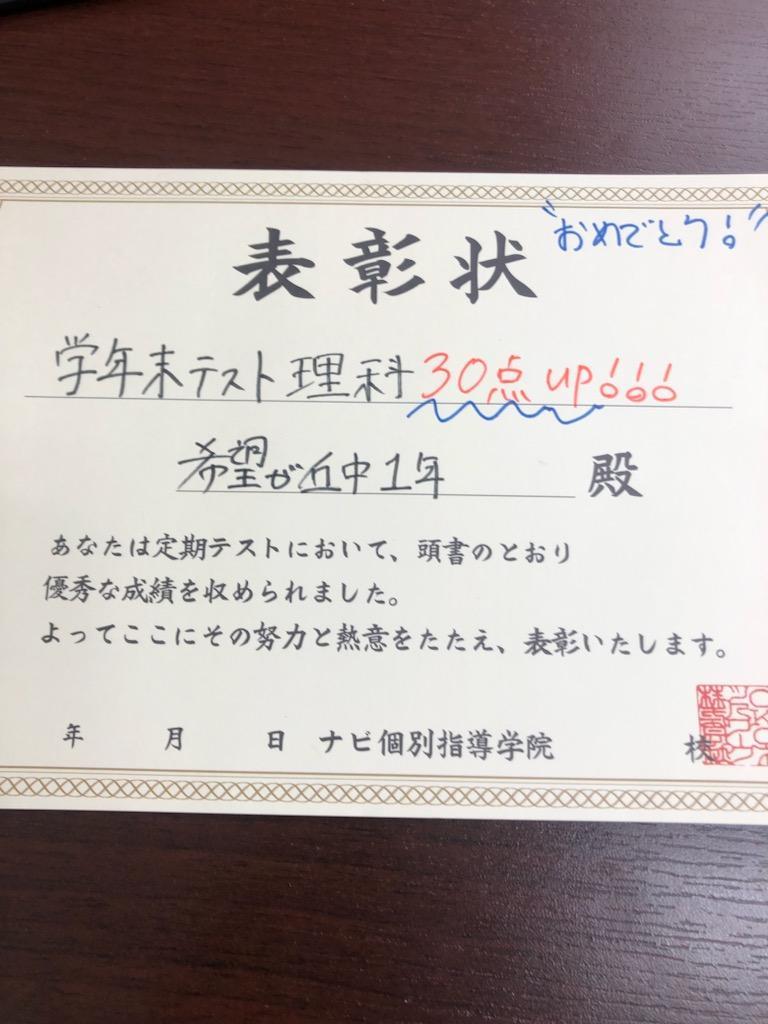 表彰状
"おめでとう!"
学年末テスト理科30点up!!!
希望が丘中1年 殿
あなたは定期テストにおいて、頭書のとおり
優秀な成績を収められました。
よってここにその努力と熱意をたたえ、表彰いたします。
年 月 日 ナビ個別指導学院 校